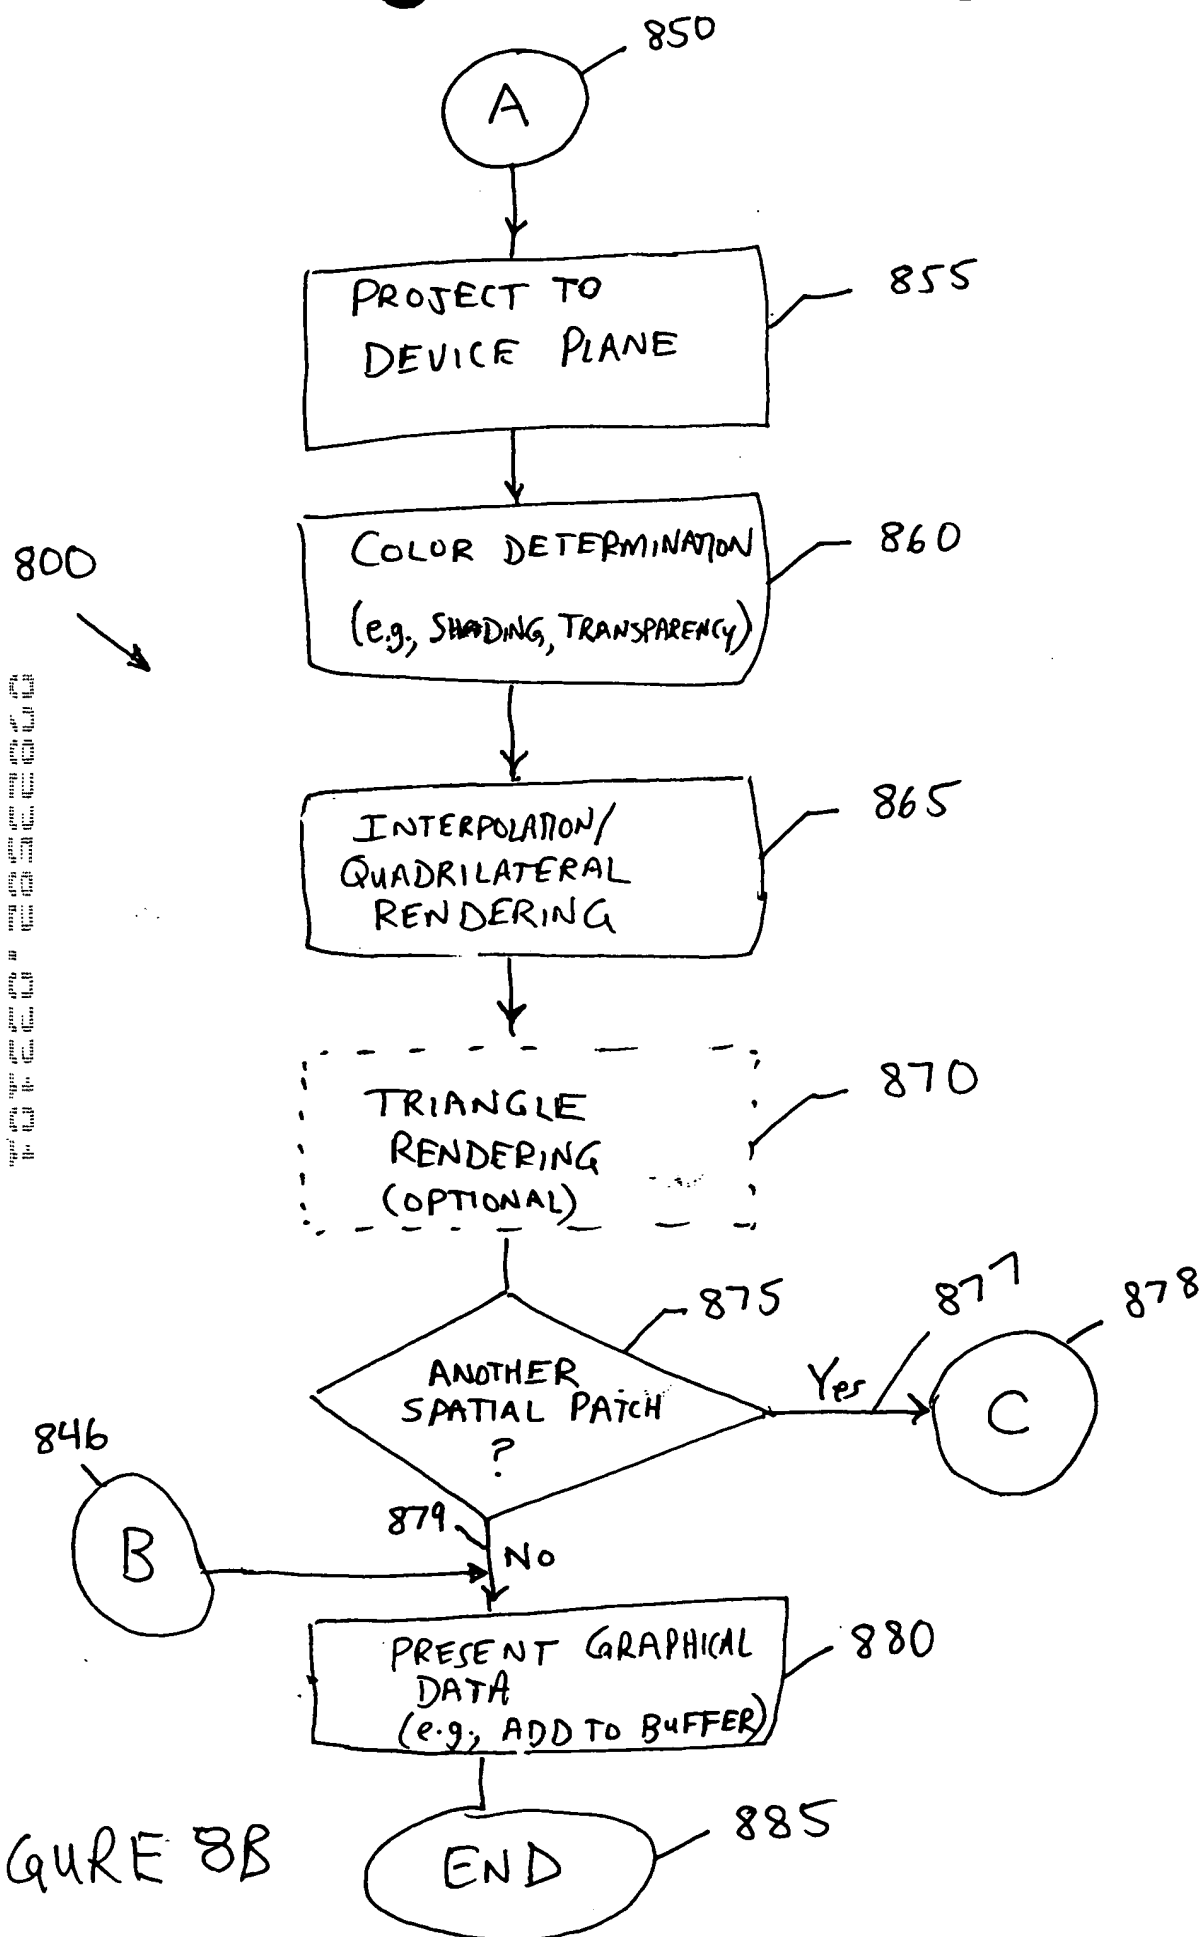 850
A
PROJECT TO
DEVICE PLANE
855
COLOR DETERMINATION
(e.g., SHADING, TRANSPARENCY)
860
800
INTERPOLATION/
QUADRILATERAL
RENDERING
865
TRIANGLE
RENDERING
(OPTIONAL)
870
875
877
878
ANOTHER
SPATIAL PATCH
?
Yes
C
846
B
879
No
PRESENT GRAPHICAL
DATA
(e.g., ADD TO BUFFER)
880
END
885
GURE 8B